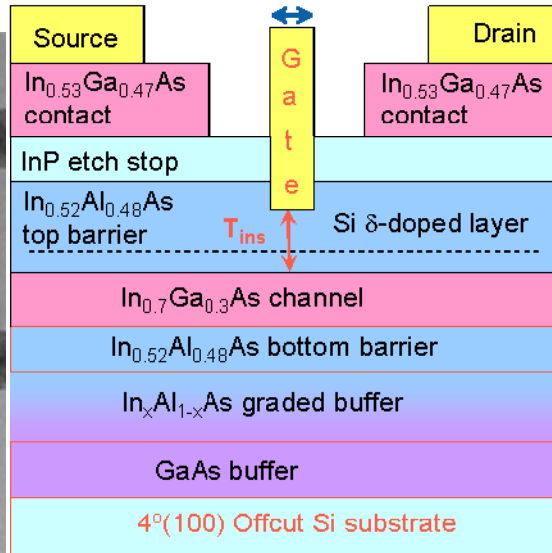 Source
Drain
Gate
In₀.₅₃Ga₀.₄₇As
contact
In₀.₅₃Ga₀.₄₇As
contact
InP etch stop
In₀.₅₂Al₀.₄₈As
top barrier
T_ins
Si δ-doped layer
In₀.₇Ga₀.₃As channel
In₀.₅₂Al₀.₄₈As bottom barrier
InₓAl₁₋ₓAs graded buffer
GaAs buffer
4°(100) Offcut Si substrate